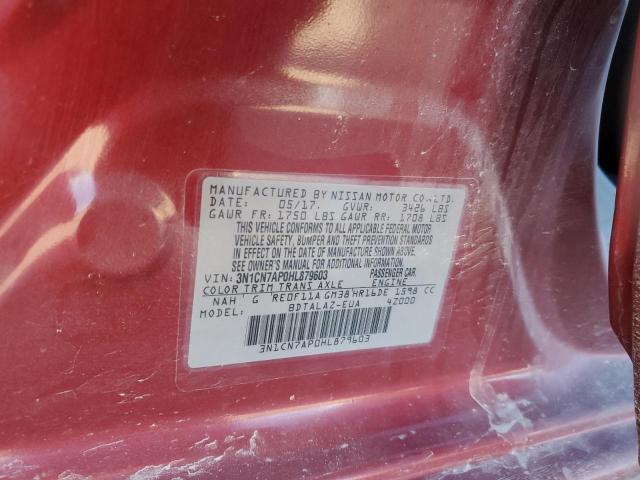 MANUFACTURED BY NISSAN MOTOR CO.,LTD.
DATE: 05/17. GVWR: 3426 LBS
GAWR FR: 1750 LBS GAWR RR: 1708 LBS
THIS VEHICLE CONFORMS TO ALL APPLICABLE FEDERAL MOTOR
VEHICLE SAFETY, BUMPER AND THEFT PREVENTION STANDARDS
IN EFFECT ON THE DATE OF MANUFACTURE SHOWN ABOVE.
SEE OWNER'S MANUAL AND INFORMATION SHEET.
VIN: 3N1CN7AP0HL879603 PASSENGER CAR
COLOR TRIM TRANS AXLE ENGINE
NAH G RE0F11A GM38 HR16DE 1598 CC
MODEL: BDTALAZ-EUA 4Z000
3N1CN7AP0HL879603